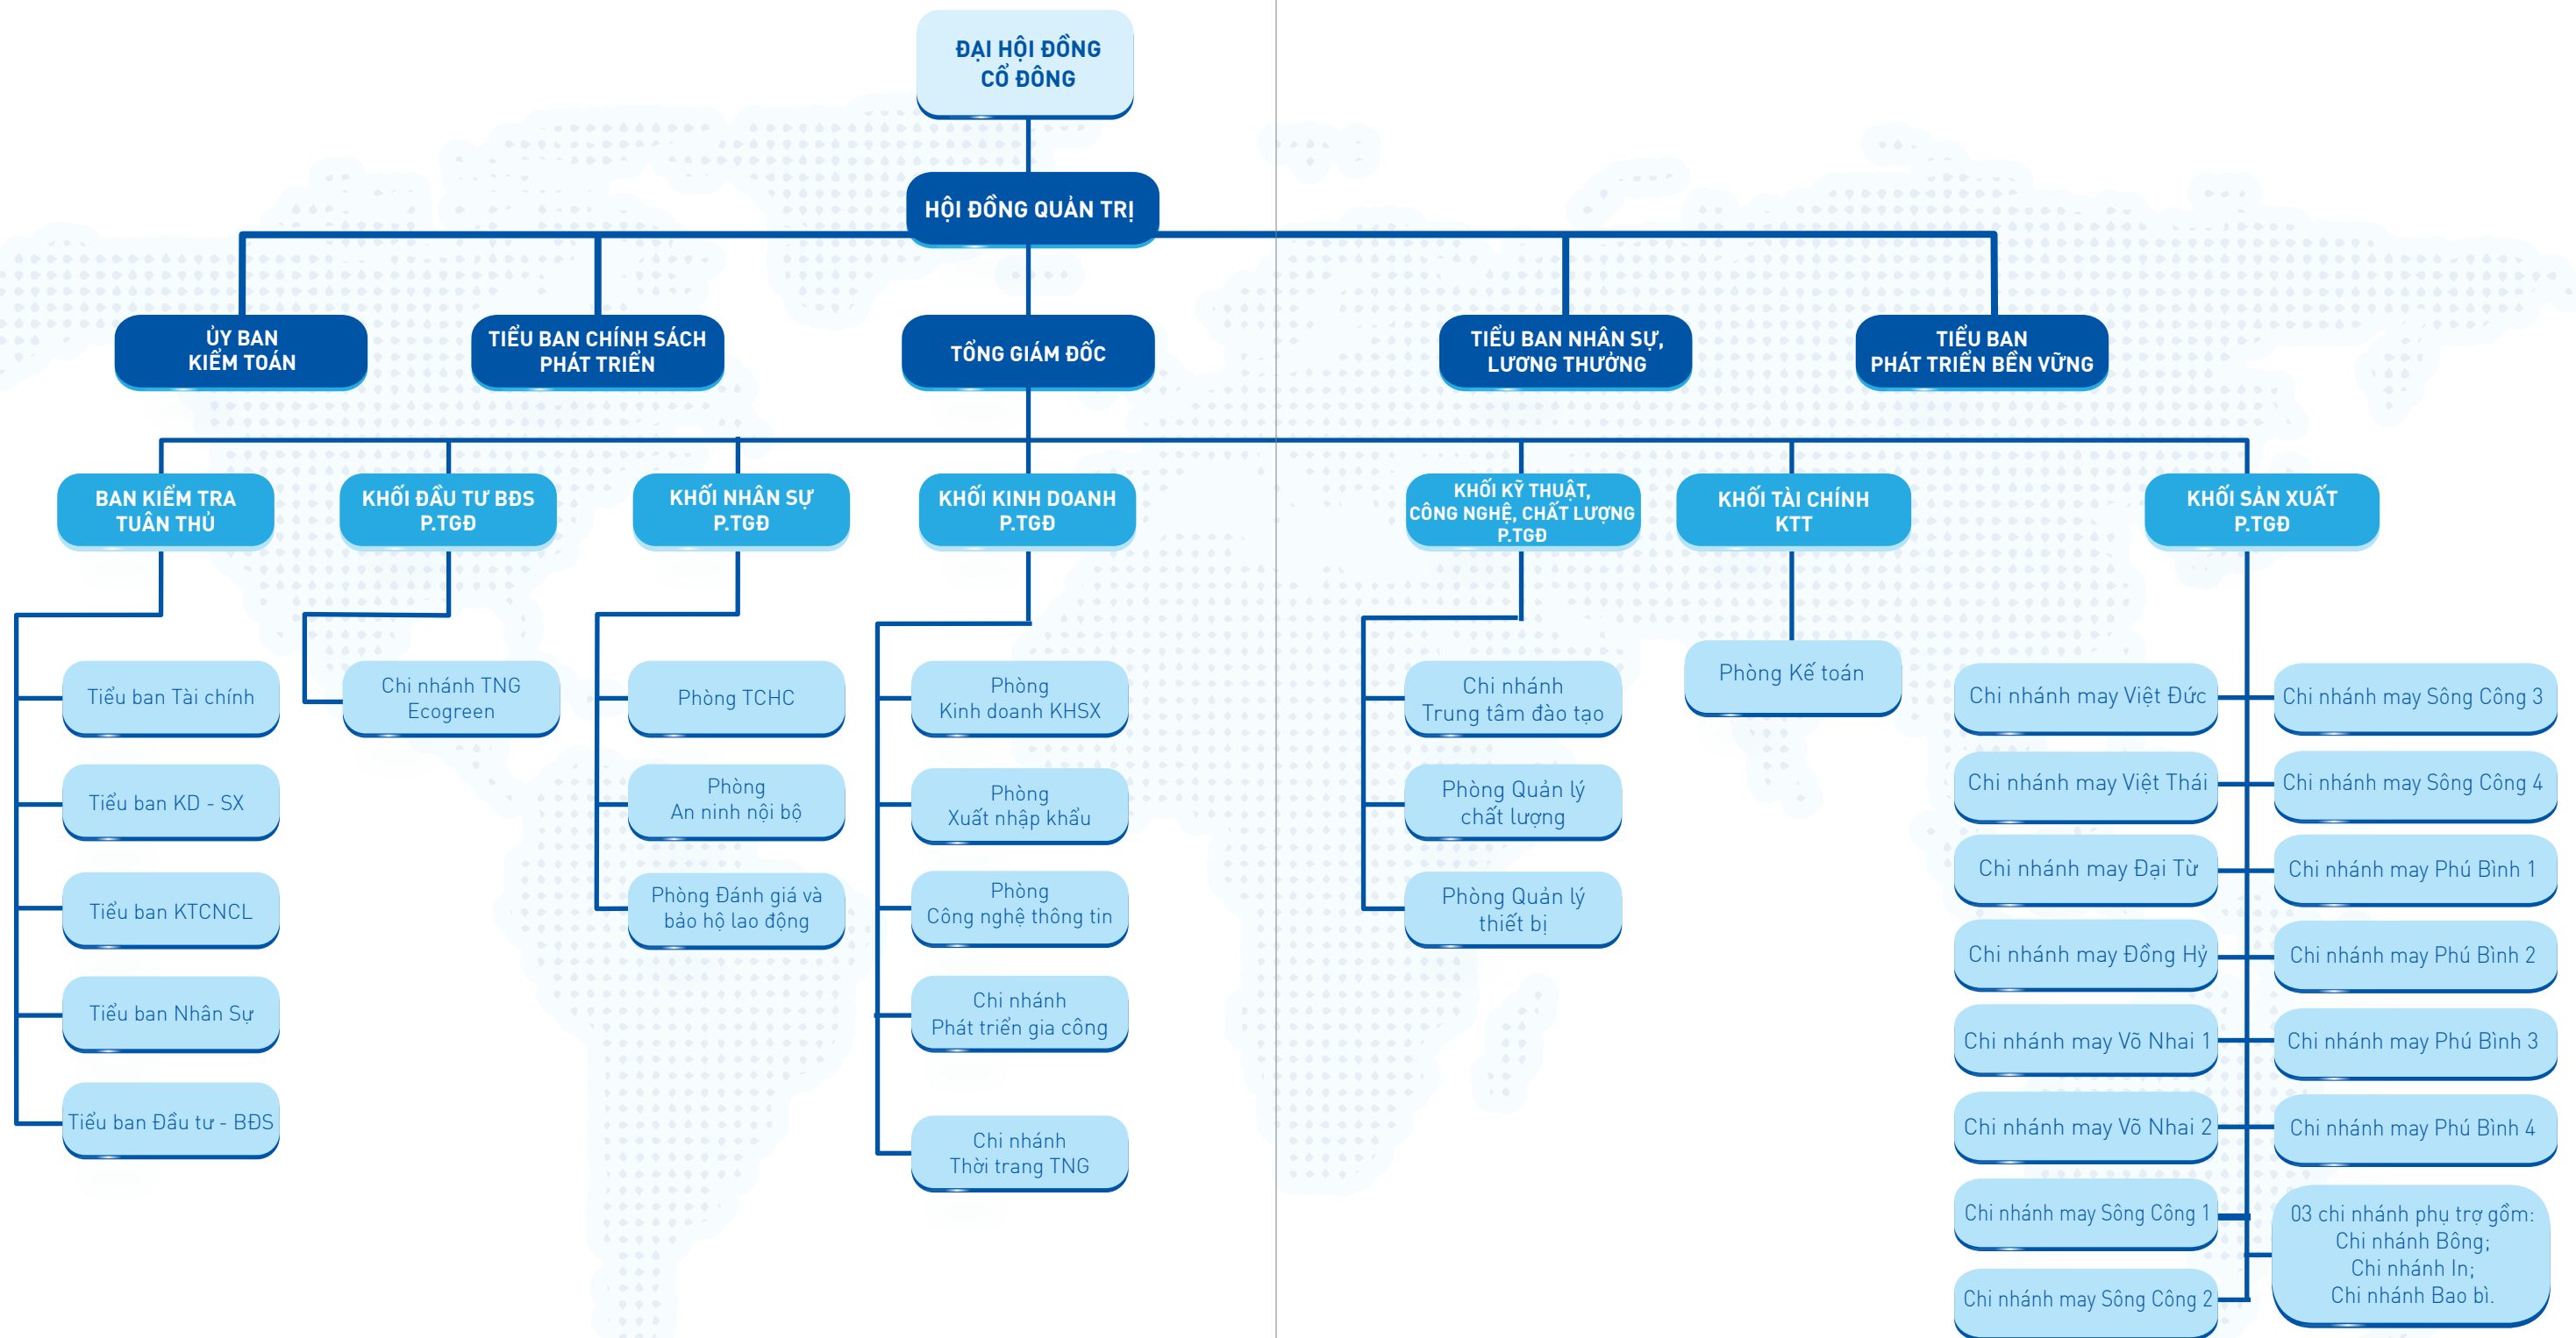 ĐẠI HỘI ĐỒNG
CỔ ĐÔNG
HỘI ĐỒNG QUẢN TRỊ
ỦY BAN
KIỂM TOÁN
TIỂU BAN CHÍNH SÁCH
PHÁT TRIỂN
TỔNG GIÁM ĐỐC
TIỂU BAN NHÂN SỰ,
LƯƠNG THƯỞNG
TIỂU BAN
PHÁT TRIỂN BỀN VỮNG
BAN KIỂM TRA
TUÂN THỦ
KHỐI ĐẦU TƯ BĐS
P.TGĐ
KHỐI NHÂN SỰ
P.TGĐ
KHỐI KINH DOANH
P.TGĐ
KHỐI KỸ THUẬT,
CÔNG NGHỆ, CHẤT LƯỢNG
P.TGĐ
KHỐI TÀI CHÍNH
KTT
KHỐI SẢN XUẤT
P.TGĐ
Tiểu ban Tài chính
Tiểu ban KD - SX
Tiểu ban KTCNCL
Tiểu ban Nhân Sự
Tiểu ban Đầu tư - BĐS
Chi nhánh TNG
Ecogreen
Phòng TCHC
Phòng
An ninh nội bộ
Phòng Đánh giá và
bảo hộ lao động
Phòng
Kinh doanh KHSX
Phòng
Xuất nhập khẩu
Phòng
Công nghệ thông tin
Chi nhánh
Phát triển gia công
Chi nhánh
Thời trang TNG
Chi nhánh
Trung tâm đào tạo
Phòng Quản lý
chất lượng
Phòng Quản lý
thiết bị
Phòng Kế toán
Chi nhánh may Việt Đức
Chi nhánh may Việt Thái
Chi nhánh may Đại Từ
Chi nhánh may Đồng Hỷ
Chi nhánh may Võ Nhai 1
Chi nhánh may Võ Nhai 2
Chi nhánh may Sông Công 1
Chi nhánh may Sông Công 2
Chi nhánh may Sông Công 3
Chi nhánh may Sông Công 4
Chi nhánh may Phú Bình 1
Chi nhánh may Phú Bình 2
Chi nhánh may Phú Bình 3
Chi nhánh may Phú Bình 4
03 chi nhánh phụ trợ gồm:
Chi nhánh Bông;
Chi nhánh In;
Chi nhánh Bao bì.